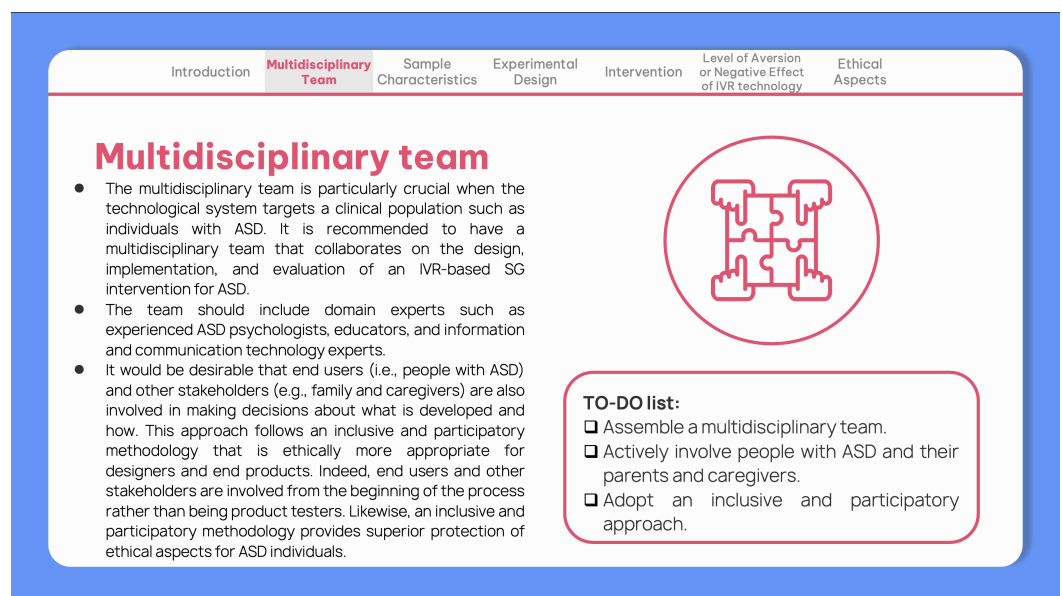 Introduction
Multidisciplinary
Team
Sample
Characteristics
Experimental
Design
Intervention
Level of Aversion
or Negative Effect
of IVR technology
Ethical
Aspects
Multidisciplinary team
● The multidisciplinary team is particularly crucial when the
technological system targets a clinical population such as
individuals with ASD. It is recommended to have a
multidisciplinary team that collaborates on the design,
implementation, and evaluation of an IVR-based SG
intervention for ASD.
● The team should include domain experts such as
experienced ASD psychologists, educators, and information
and communication technology experts.
● It would be desirable that end users (i.e., people with ASD)
and other stakeholders (e.g., family and caregivers) are also
involved in making decisions about what is developed and
how. This approach follows an inclusive and participatory
methodology that is ethically more appropriate for
designers and end products. Indeed, end users and other
stakeholders are involved from the beginning of the process
rather than being product testers. Likewise, an inclusive and
participatory methodology provides superior protection of
ethical aspects for ASD individuals.
TO-DO list:
❑ Assemble a multidisciplinary team.
❑ Actively involve people with ASD and their
parents and caregivers.
❑ Adopt an inclusive and participatory
approach.